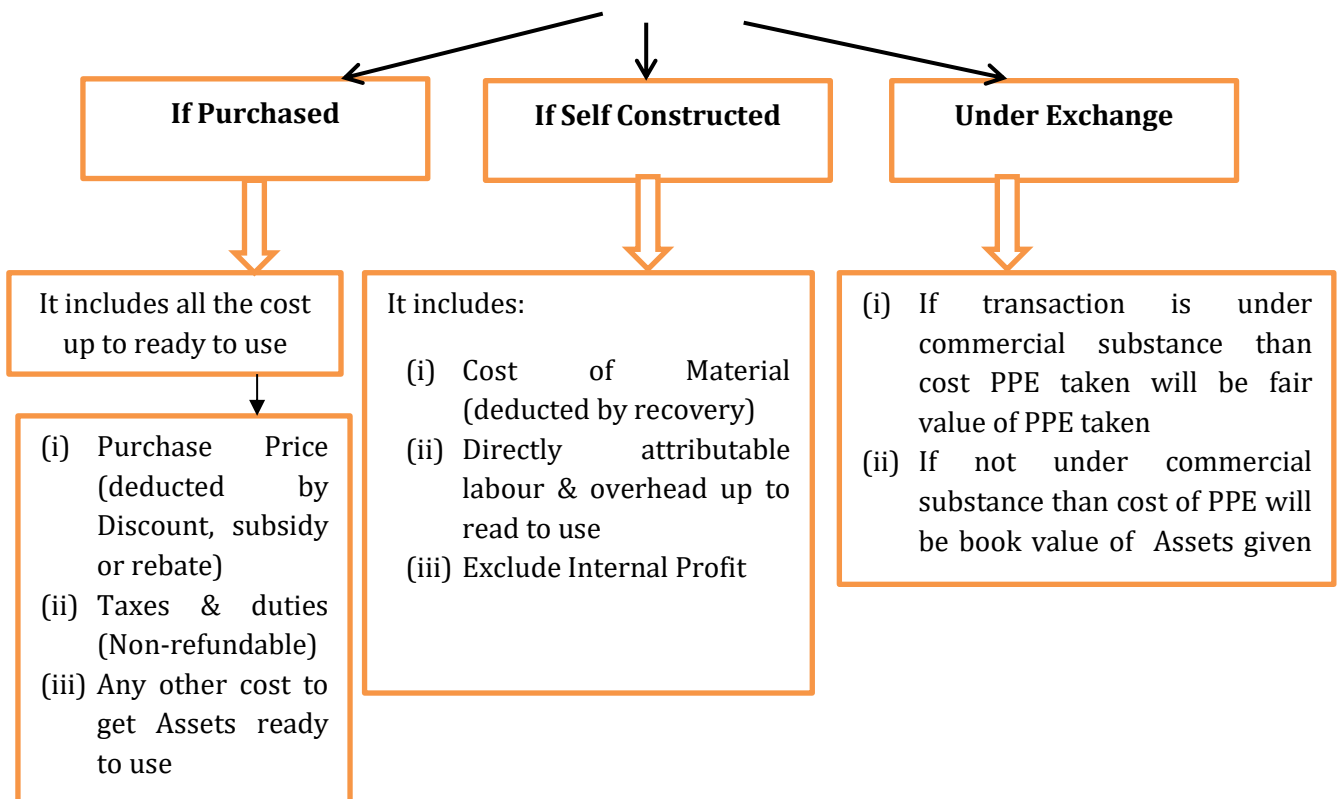 If Purchased
If Self Constructed
Under Exchange
It includes all the cost
up to ready to use
(i) Purchase Price
(deducted by
Discount, subsidy
or rebate)
(ii) Taxes & duties
(Non-refundable)
(iii) Any other cost to
get Assets ready
to use
It includes:
(i) Cost of Material
(deducted by recovery)
(ii) Directly attributable
labour & overhead up to
read to use
(iii) Exclude Internal Profit
(i) If transaction is under
commercial substance than
cost PPE taken will be fair
value of PPE taken
(ii) If not under commercial
substance than cost of PPE will
be book value of Assets given